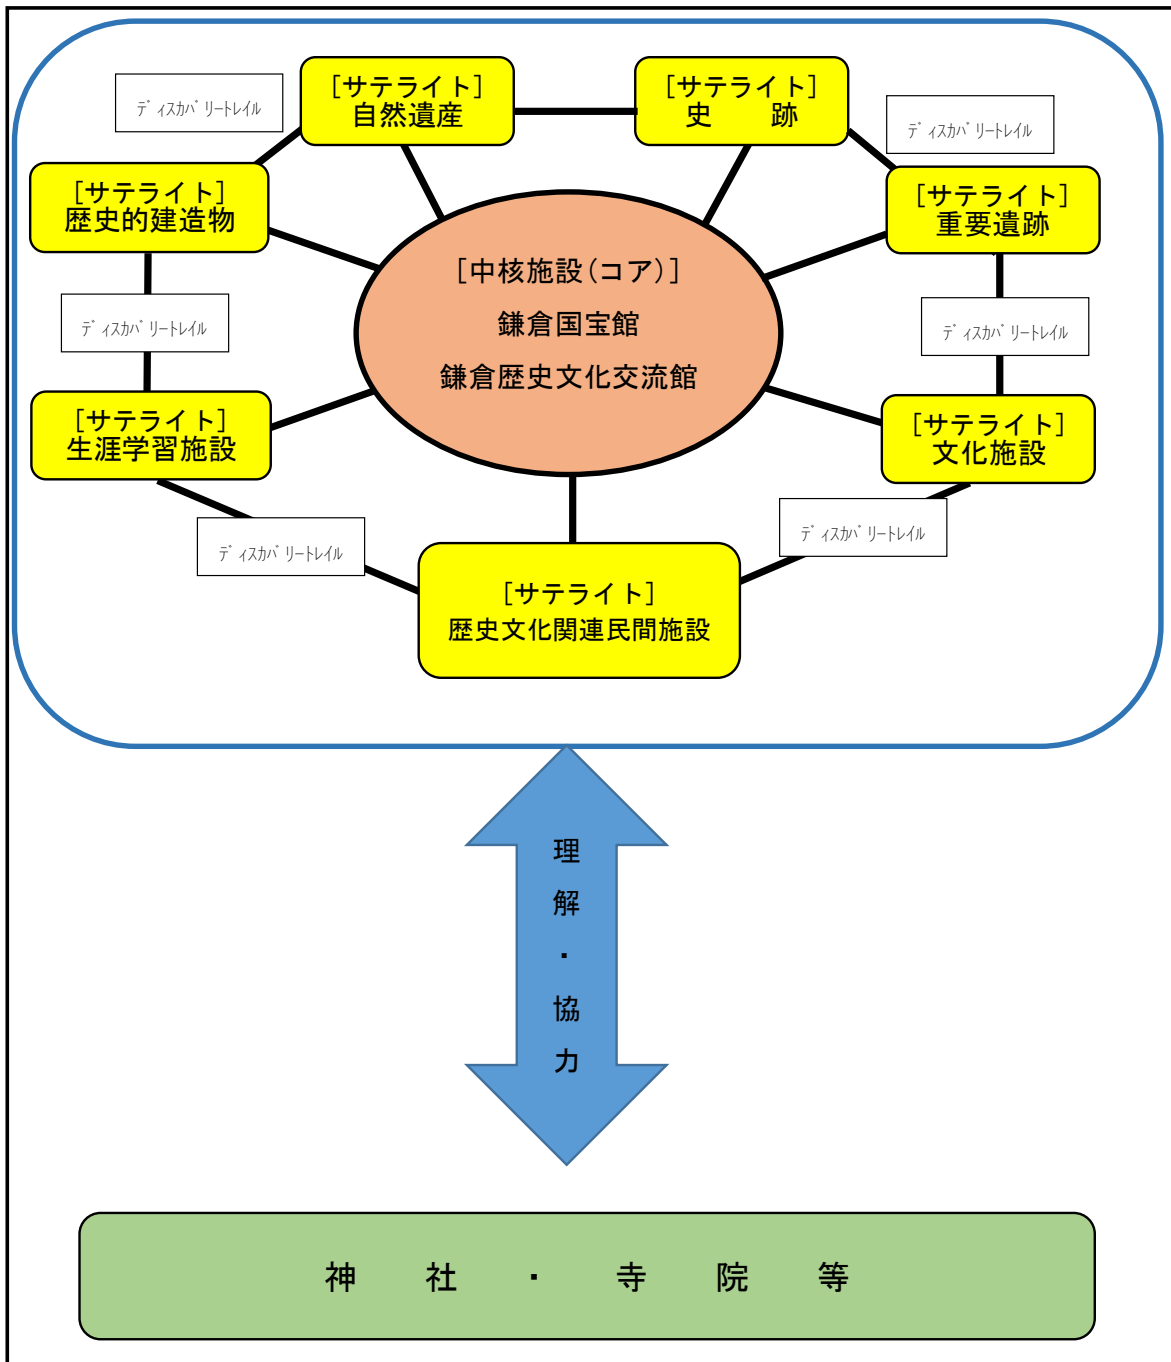 [サテライト]
自然遺産
[サテライト]
史　　跡
ディスカバリートレイル
ディスカバリートレイル
[サテライト]
歴史的建造物
[サテライト]
重要遺跡
[中核施設(コア)]
鎌倉国宝館
鎌倉歴史文化交流館
ディスカバリートレイル
ディスカバリートレイル
[サテライト]
生涯学習施設
[サテライト]
文化施設
ディスカバリートレイル
ディスカバリートレイル
[サテライト]
歴史文化関連民間施設
理
解
・
協
力
神　社　・　寺　院　等